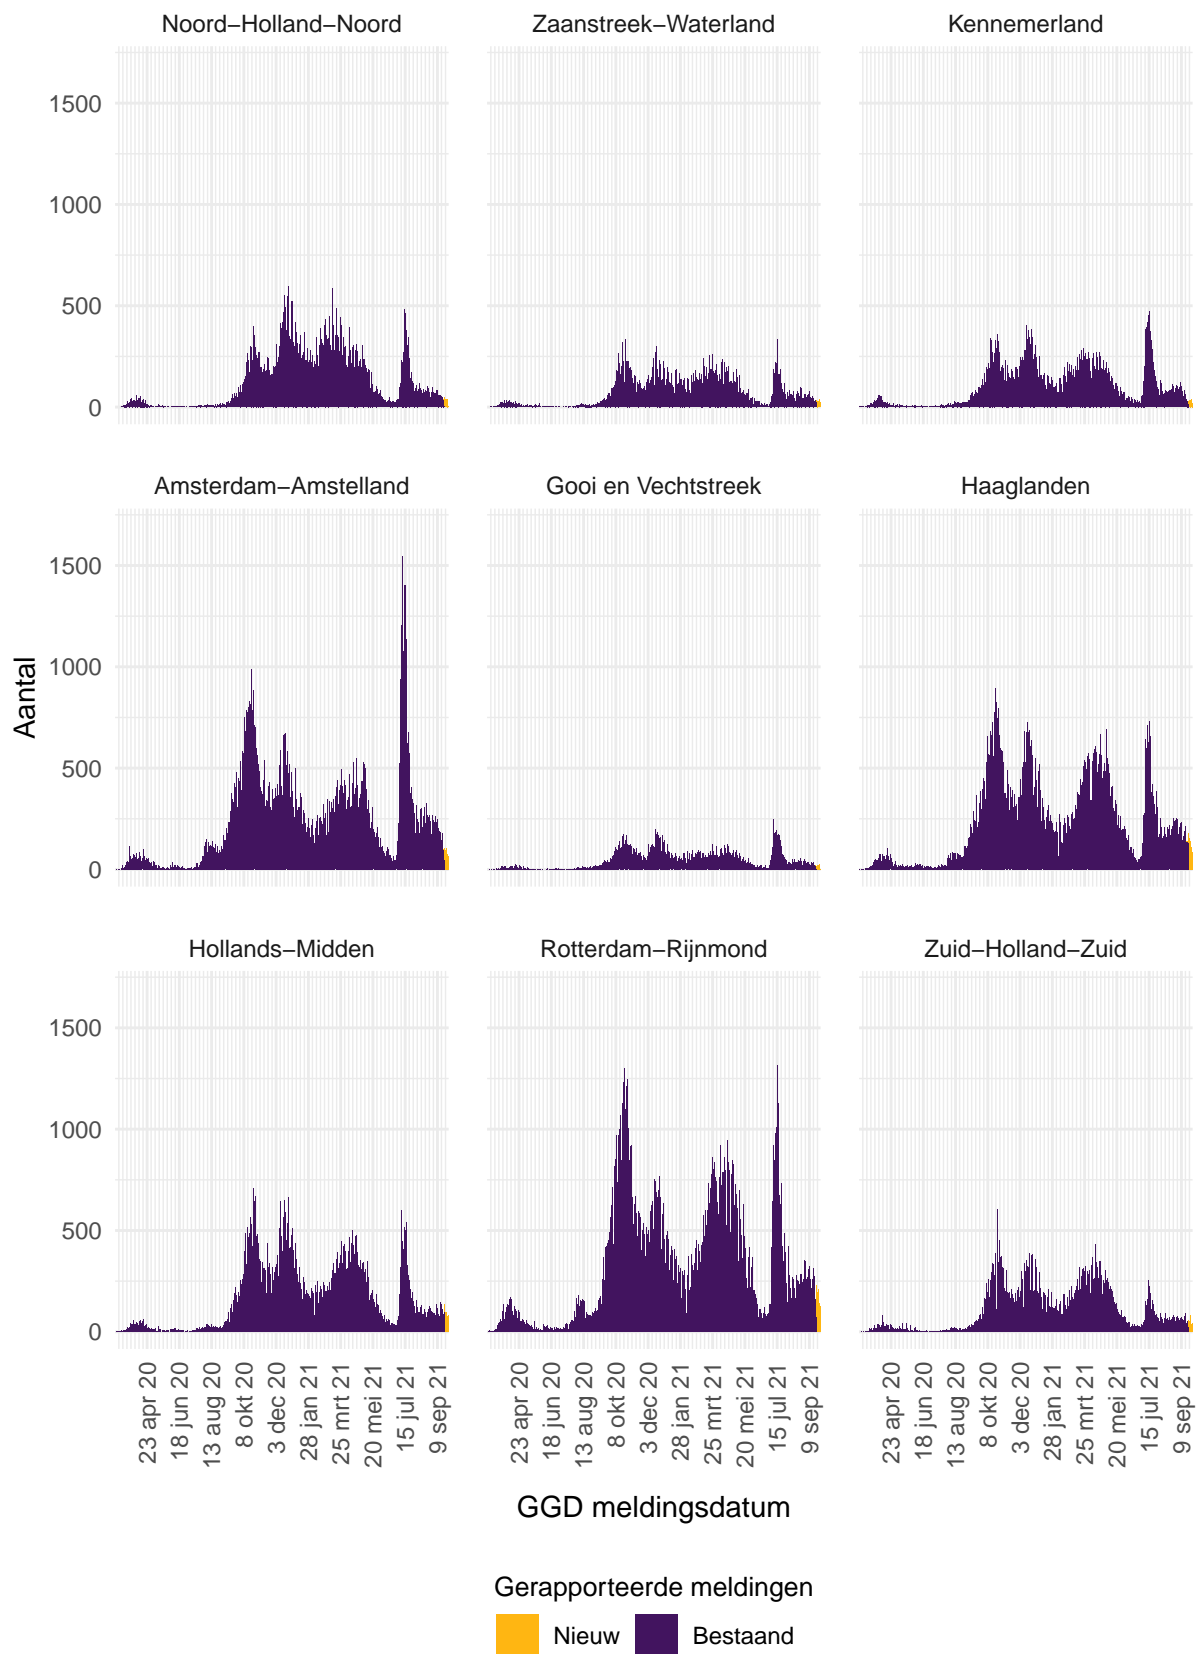 Noord−Holland−Noord
Zaanstreek−Waterland
Kennemerland
1500
1000
500
0
Amsterdam−Amstelland
Gooi en Vechtstreek
Haaglanden
1500
1000
500
0
Aantal
Hollands−Midden
Rotterdam−Rijnmond
Zuid−Holland−Zuid
1500
1000
500
0
23 apr 20
18 jun 20
13 aug 20
8 okt 20
3 dec 20
28 jan 21
25 mrt 21
20 mei 21
15 jul 21
9 sep 21
23 apr 20
18 jun 20
13 aug 20
8 okt 20
3 dec 20
28 jan 21
25 mrt 21
20 mei 21
15 jul 21
9 sep 21
23 apr 20
18 jun 20
13 aug 20
8 okt 20
3 dec 20
28 jan 21
25 mrt 21
20 mei 21
15 jul 21
9 sep 21
GGD meldingsdatum
Gerapporteerde meldingen
Nieuw
Bestaand